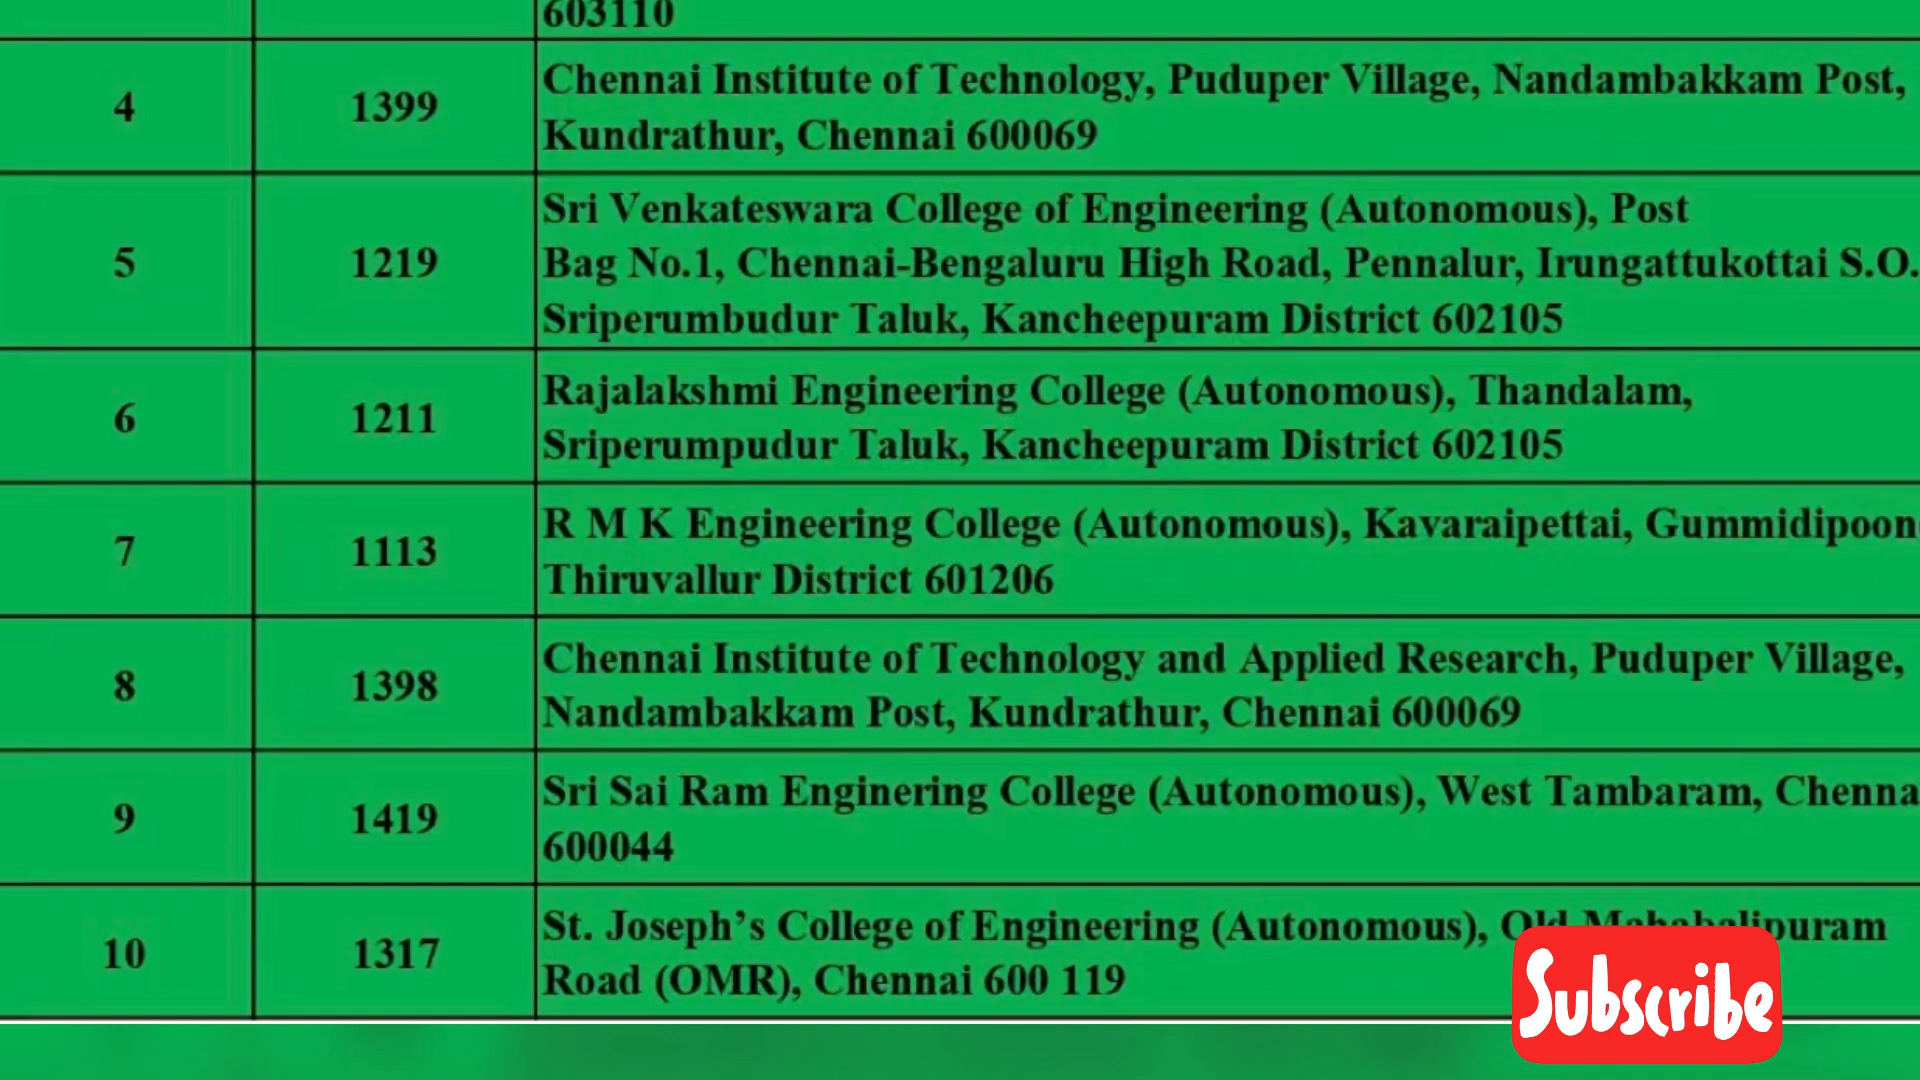 603110
4 1399 Chennai Institute of Technology, Puduper Village, Nandambakkam Post,
Kundrathur, Chennai 600069
5 1219 Sri Venkateswara College of Engineering (Autonomous), Post
Bag No.1, Chennai-Bengaluru High Road, Pennalur, Irungattukottai S.O.
Sriperumbudur Taluk, Kancheepuram District 602105
6 1211 Rajalakshmi Engineering College (Autonomous), Thandalam,
Sriperumpudur Taluk, Kancheepuram District 602105
7 1113 R M K Engineering College (Autonomous), Kavaraipettai, Gummidipoon
Thiruvallur District 601206
8 1398 Chennai Institute of Technology and Applied Research, Puduper Village,
Nandambakkam Post, Kundrathur, Chennai 600069
9 1419 Sri Sai Ram Enginering College (Autonomous), West Tambaram, Chenna
600044
10 1317 St. Joseph’s College of Engineering (Autonomous), Old Mahabalipuram
Road (OMR), Chennai 600 119
Subscribe